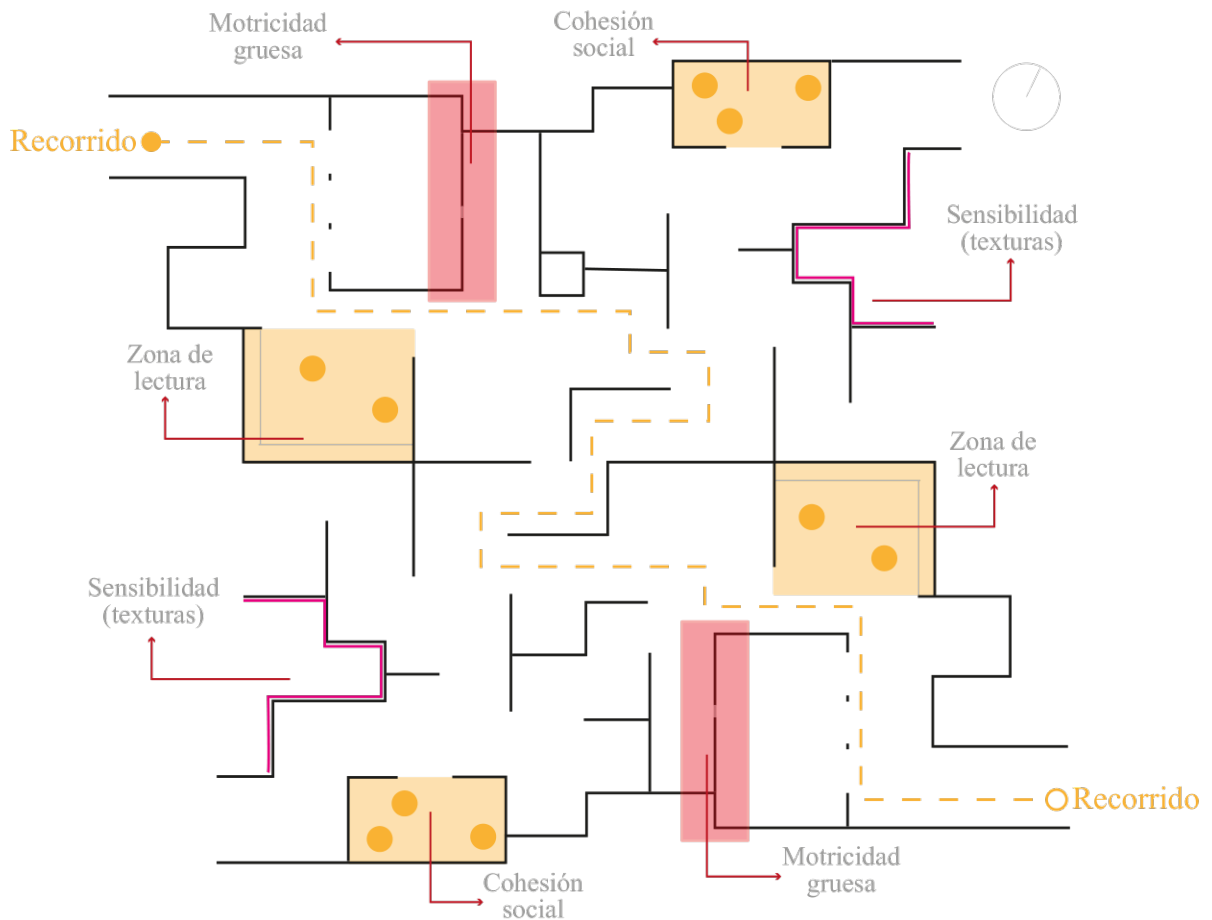 Motricidad
gruesa
Cohesión
social
Recorrido
Sensibilidad
(texturas)
Zona de
lectura
Zona de
lectura
Sensibilidad
(texturas)
Recorrido
Motricidad
gruesa
Cohesión
social